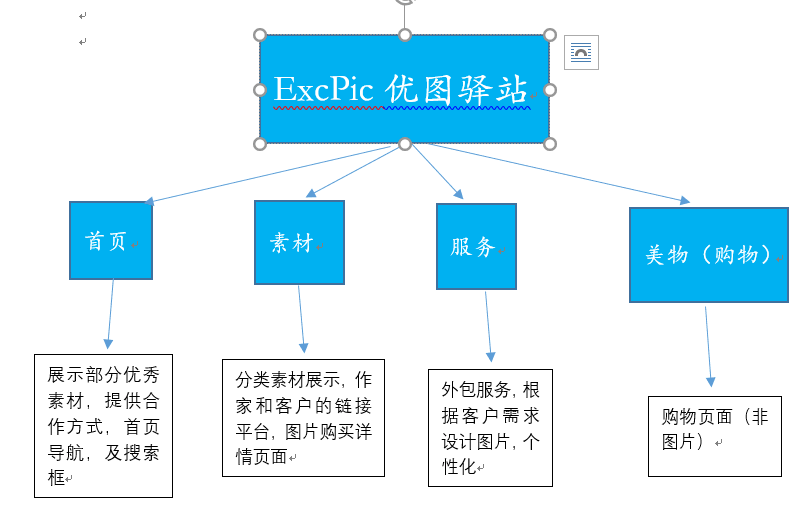 ExcPic 优图驿站
首页
素材
服务
美物（购物）
展示部分优秀
素材，提供合
作方式，首页
导航，及搜索
框
分类素材展示，作
家和客户的链接
平台，图片购买详
情页面
外包服务，根
据客户需求
设计图片，个
性化
购物页面（非
图片）